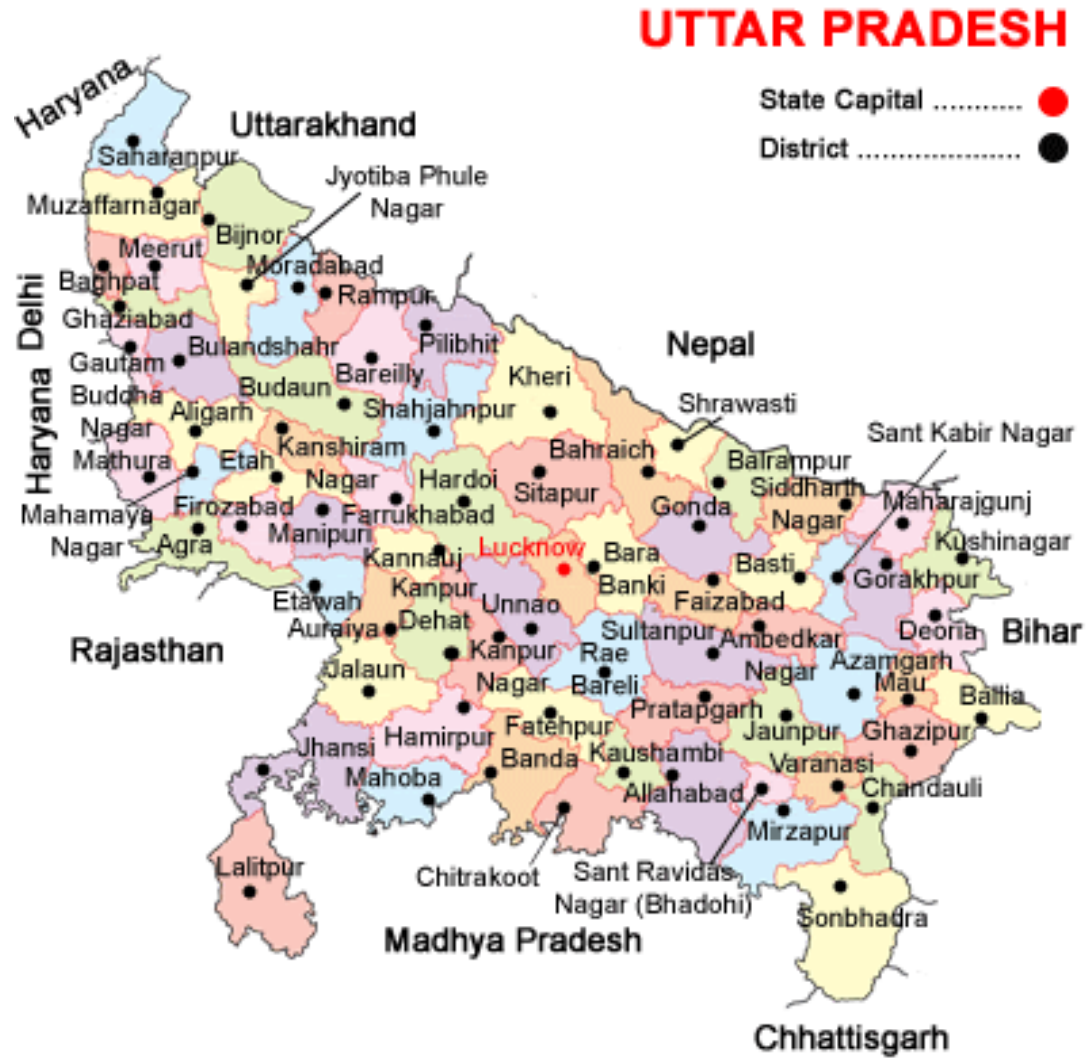 UTTAR PRADESH
State Capital ...........
District .....................
Haryana
Uttarakhand
Saharanpur
Jyotiba Phule
Nagar
Muzaffarnagar
Bijnor
Meerut
Moradabad
Baghpat
Rampur
Ghaziabad
Haryana Delhi
Pilibhit
Nepal
Bulandshahr
Gautam
Buddha
Nagar
Bareilly
Kheri
Budaun
Shahjahnpur
Shrawasti
Aligarh
Sant Kabir Nagar
Kanshiram
Nagar
Bahraich
Mathura
Etah
Hardoi
Balrampur
Sitapur
Siddharth
Nagar
Maharajgunj
Mahamaya
Nagar
Firozabad
Farrukhabad
Gonda
Manipuri
Agra
Kushinagar
Kannauj
Lucknow
Bara
Banki
Basti
Gorakhpur
Etawah
Kanpur
Dehat
Unnao
Faizabad
Auraiya
Deoria
Bihar
Rajasthan
Kanpur
Nagar
Rae
Bareli
Sultanpur
Ambedkar
Nagar
Azamgarh
Jalaun
Mau
Ballia
Pratapgarh
Fatehpur
Jaunpur
Ghazipur
Jhansi
Hamirpur
Banda
Kaushambi
Varanasi
Mahoba
Allahabad
Chandauli
Mirzapur
Lalitpur
Chitrakoot
Sant Ravidas
Nagar (Bhadohi)
Sonbhadra
Madhya Pradesh
Chhattisgarh